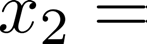 x₂ =